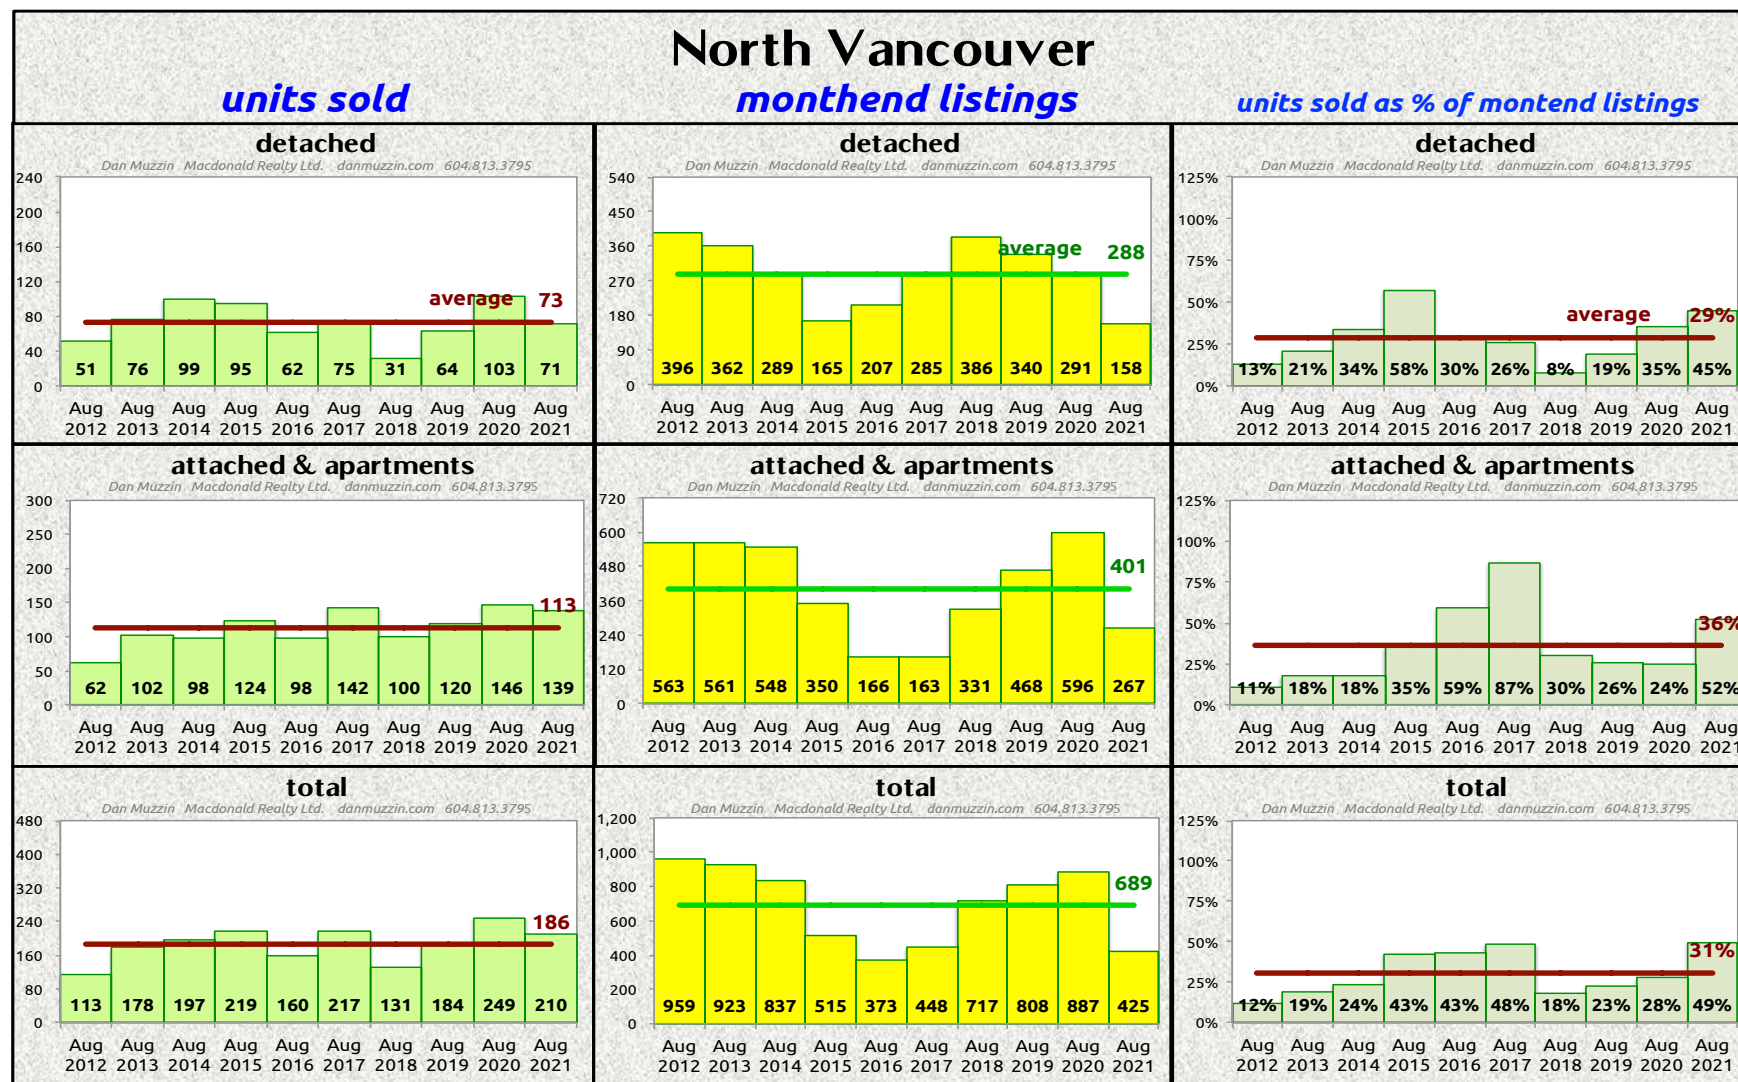 North Vancouver
units sold
monthend listings
units sold as % of montend listings
detached
Dan Muzzin Macdonald Realty Ltd. danmuzzin.com 604.813.3795
240
200
160
120
80
40
0
average 73
51 76 99 95 62 75 31 64 103 71
Aug Aug Aug Aug Aug Aug Aug Aug Aug Aug
2012 2013 2014 2015 2016 2017 2018 2019 2020 2021
detached
Dan Muzzin Macdonald Realty Ltd. danmuzzin.com 604.813.3795
540
450
360
270
180
90
0
average 288
396 362 289 165 207 285 386 340 291 158
Aug Aug Aug Aug Aug Aug Aug Aug Aug Aug
2012 2013 2014 2015 2016 2017 2018 2019 2020 2021
detached
Dan Muzzin Macdonald Realty Ltd. danmuzzin.com 604.813.3795
125%
100%
75%
50%
25%
0%
average 29%
13% 21% 34% 58% 30% 26% 8% 19% 35% 45%
Aug Aug Aug Aug Aug Aug Aug Aug Aug Aug
2012 2013 2014 2015 2016 2017 2018 2019 2020 2021
attached & apartments
Dan Muzzin Macdonald Realty Ltd. danmuzzin.com 604.813.3795
300
250
200
150
100
50
0
113
62 102 98 124 98 142 100 120 146 139
Aug Aug Aug Aug Aug Aug Aug Aug Aug Aug
2012 2013 2014 2015 2016 2017 2018 2019 2020 2021
attached & apartments
Dan Muzzin Macdonald Realty Ltd. danmuzzin.com 604.813.3795
720
600
480
360
240
120
0
401
563 561 548 350 166 163 331 468 596 267
Aug Aug Aug Aug Aug Aug Aug Aug Aug Aug
2012 2013 2014 2015 2016 2017 2018 2019 2020 2021
attached & apartments
Dan Muzzin Macdonald Realty Ltd. danmuzzin.com 604.813.3795
125%
100%
75%
50%
25%
0%
36%
11% 18% 18% 35% 59% 87% 30% 26% 24% 52%
Aug Aug Aug Aug Aug Aug Aug Aug Aug Aug
2012 2013 2014 2015 2016 2017 2018 2019 2020 2021
total
Dan Muzzin Macdonald Realty Ltd. danmuzzin.com 604.813.3795
480
400
320
240
160
80
0
186
113 178 197 219 160 217 131 184 249 210
Aug Aug Aug Aug Aug Aug Aug Aug Aug Aug
2012 2013 2014 2015 2016 2017 2018 2019 2020 2021
total
Dan Muzzin Macdonald Realty Ltd. danmuzzin.com 604.813.3795
1,200
1,000
800
600
400
200
0
689
959 923 837 515 373 448 717 808 887 425
Aug Aug Aug Aug Aug Aug Aug Aug Aug Aug
2012 2013 2014 2015 2016 2017 2018 2019 2020 2021
total
Dan Muzzin Macdonald Realty Ltd. danmuzzin.com 604.813.3795
125%
100%
75%
50%
25%
0%
31%
12% 19% 24% 43% 43% 48% 18% 23% 28% 49%
Aug Aug Aug Aug Aug Aug Aug Aug Aug Aug
2012 2013 2014 2015 2016 2017 2018 2019 2020 2021